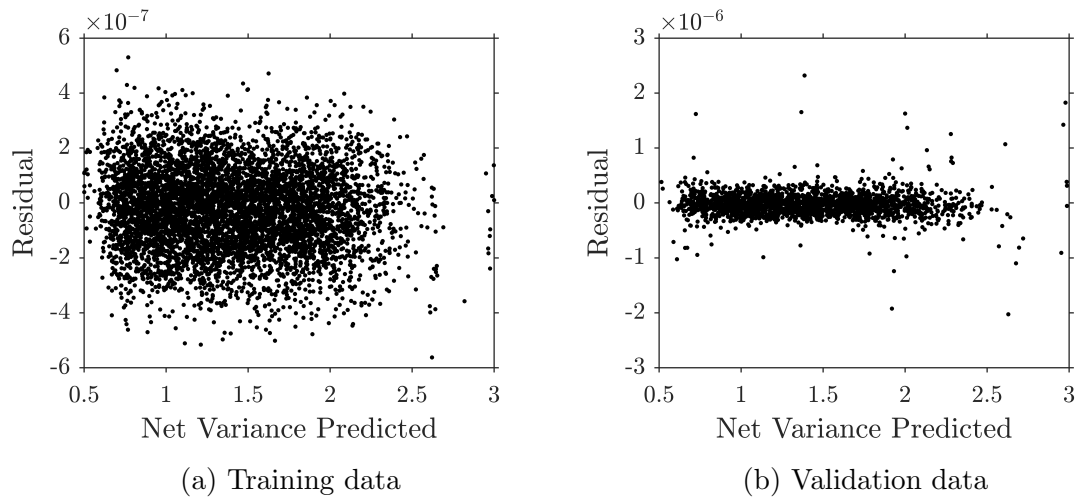 ×10⁻⁷
6
4
2
0
-2
-4
-6
Residual
0.5 1 1.5 2 2.5 3
Net Variance Predicted
(a) Training data
×10⁻⁶
3
2
1
0
-1
-2
-3
Residual
0.5 1 1.5 2 2.5 3
Net Variance Predicted
(b) Validation data